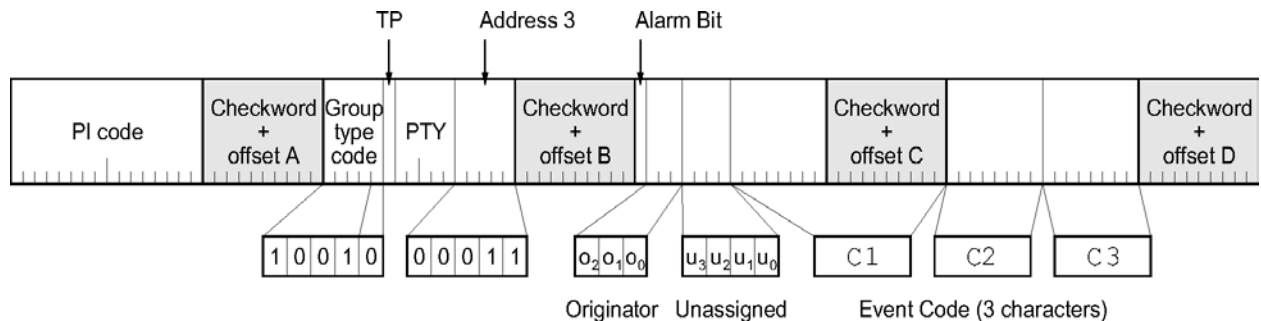 TP Address 3 Alarm Bit
PI code
Checkword
+
offset A
Group
type
code
PTY
Checkword
+
offset B
Checkword
+
offset C
Checkword
+
offset D
1 0 0 1 0
0 0 0 1 1
o₂ o₁ o₀
u₃ u₂ u₁ u₀
C1
C2
C3
Originator Unassigned Event Code (3 characters)